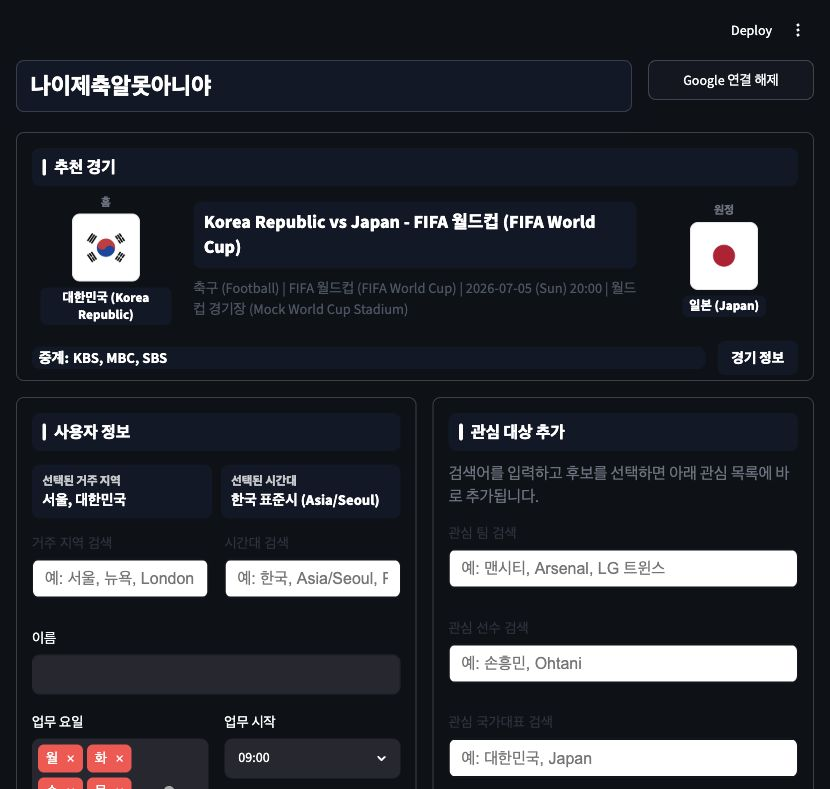 Deploy
나이제축알못아니야
Google 연결 해제
추천 경기
홈
대한민국 (Korea
Republic)
Korea Republic vs Japan - FIFA 월드컵 (FIFA World
Cup)
축구 (Football) | FIFA 월드컵 (FIFA World Cup) | 2026-07-05 (Sun) 20:00 | 월드
컵 경기장 (Mock World Cup Stadium)
원정
일본 (Japan)
중계: KBS, MBC, SBS
경기 정보
사용자 정보
선택된 거주 지역
서울, 대한민국
선택된 시간대
한국 표준시 (Asia/Seoul)
거주 지역 검색
시간대 검색
예: 서울, 뉴욕, London
예: 한국, Asia/Seoul, F
이름
업무 요일
업무 시작
월 ×
화 ×
09:00
관심 대상 추가
검색어를 입력하고 후보를 선택하면 아래 관심 목록에 바
로 추가됩니다.
관심 팀 검색
예: 맨시티, Arsenal, LG 트윈스
관심 선수 검색
예: 손흥민, Ohtani
관심 국가대표 검색
예: 대한민국, Japan